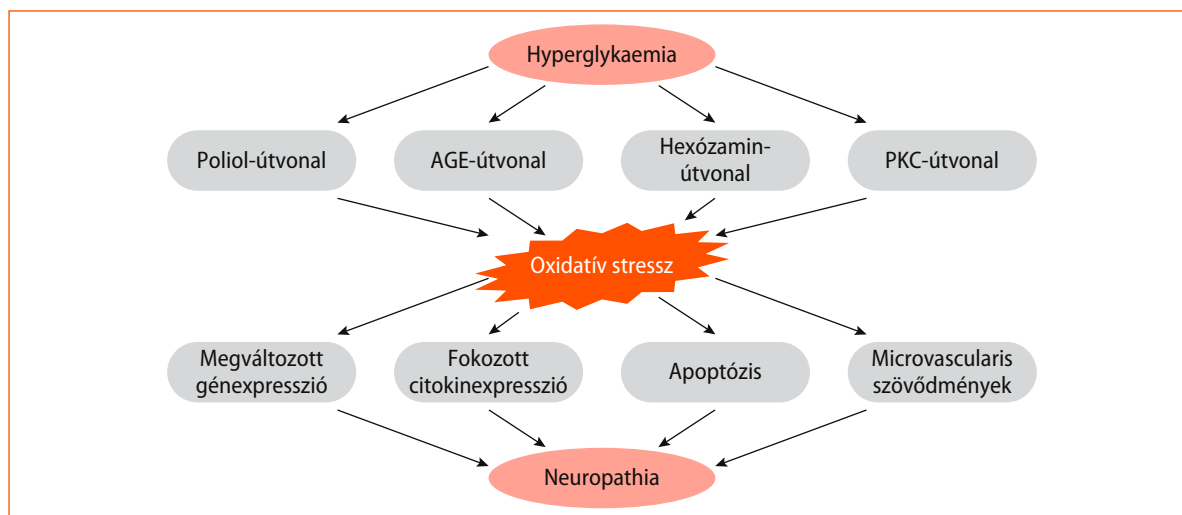 Hyperglykaemia
Poliol-útvonal
AGE-útvonal
Hexózamin-
útvonal
PKC-útvonal
Oxidatív stressz
Megváltozott
génexpresszió
Fokozott
citokinexpresszió
Apoptózis
Microvascularis
szövődmények
Neuropathia